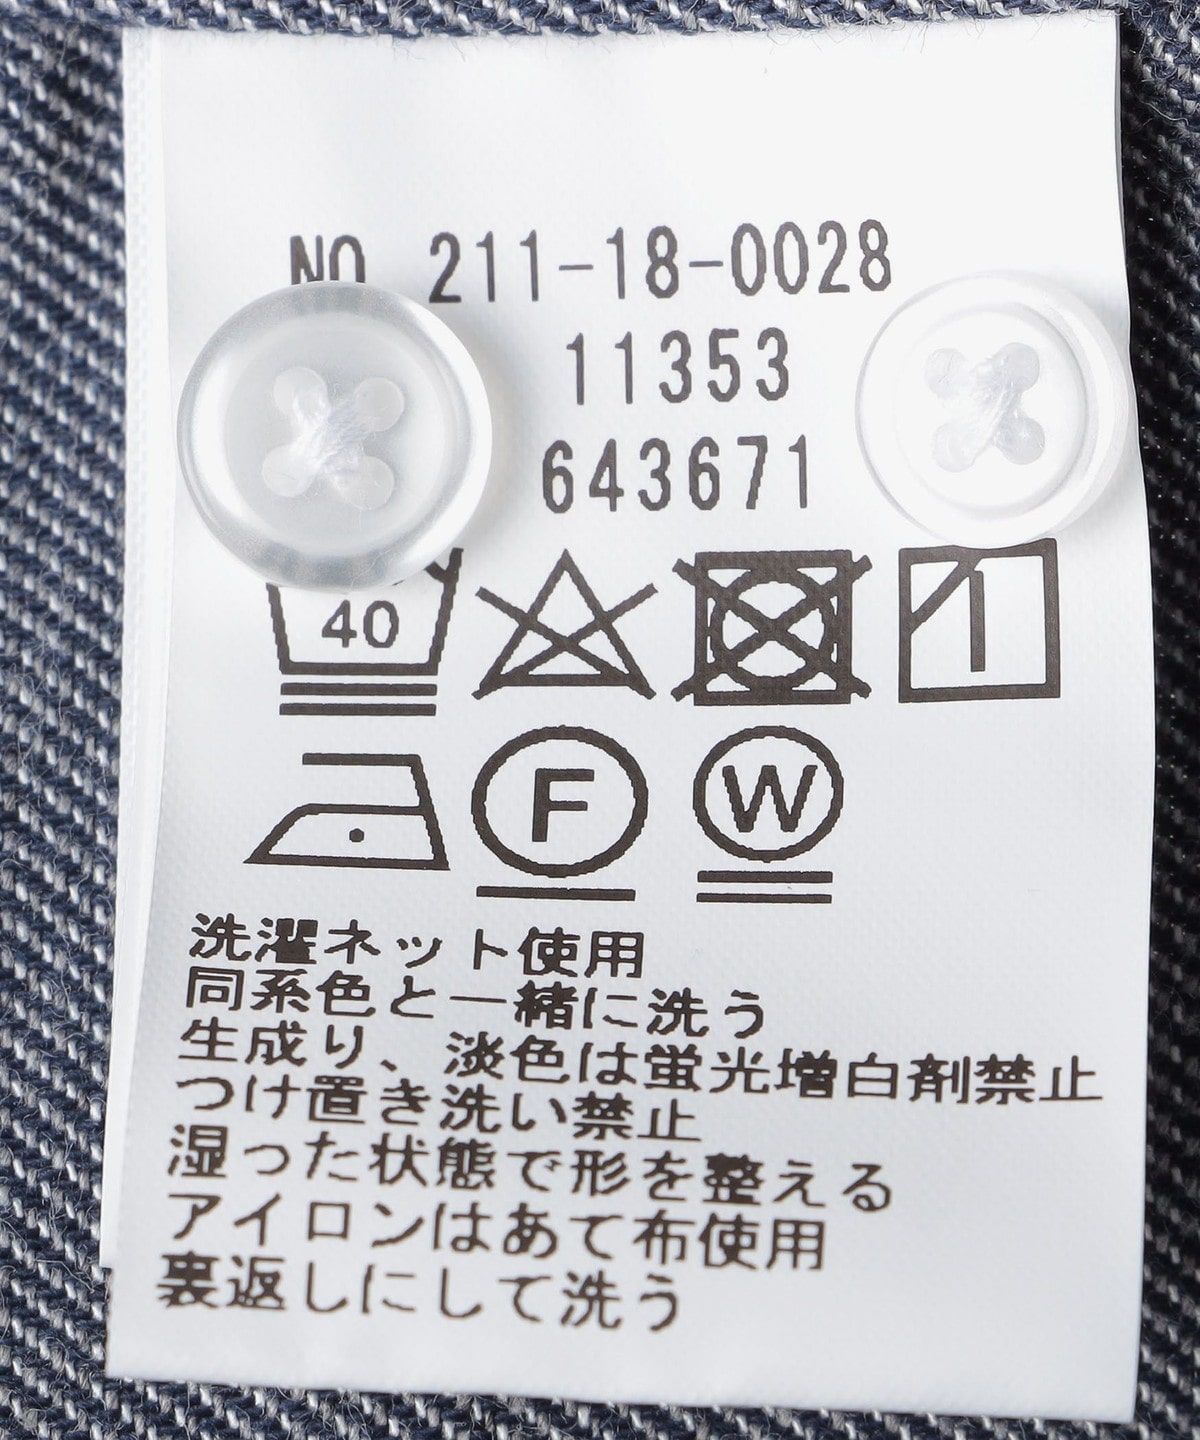 NO 211-18-0028
11353
643671
40
F
W
洗濯ネット使用
同系色と一緒に洗う
生成り、淡色は蛍光増白剤禁止
つけ置き洗い禁止
湿った状態で形を整える
アイロンはあて布使用
裏返しにして洗う